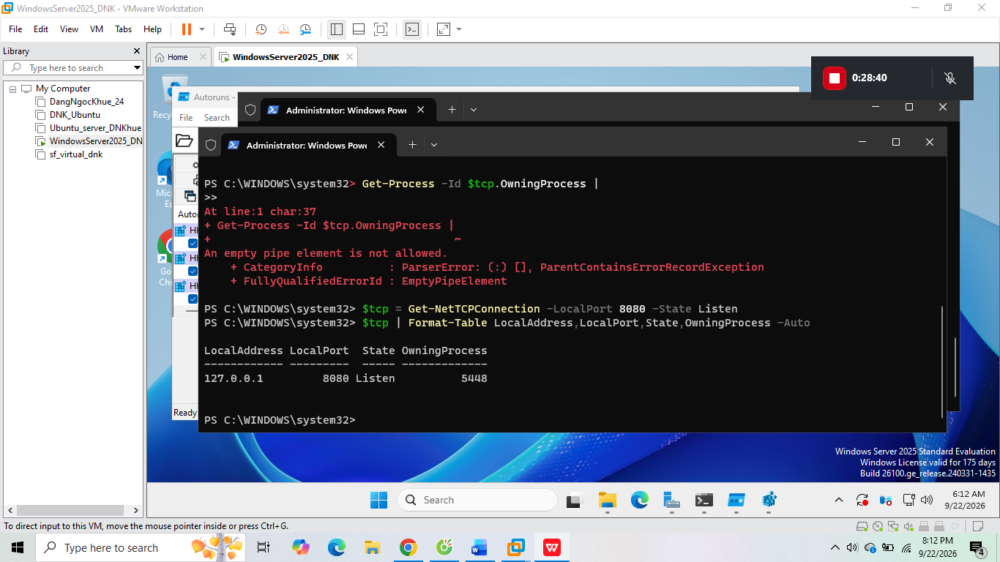 WindowsServer2025_DNK - VMware Workstation
File Edit View VM Tabs Help
Library
Type here to search
My Computer
DangNgocKhue_24
DNK_Ubuntu
Ubuntu_server_DNKhue
WindowsServer2025_DN
sf_virtual_dnk
Home
WindowsServer2025_DNK
0:28:40
Autoruns -
File Search
Administrator: Windows Powe
Administrator: Windows Powe
Ready
PS C:\WINDOWS\system32> Get-Process -Id $tcp.OwningProcess |
>>
At line:1 char:37
+ Get-Process -Id $tcp.OwningProcess |
+ ~
An empty pipe element is not allowed.
+ CategoryInfo : ParserError: (:) [], ParentContainsErrorRecordException
+ FullyQualifiedErrorId : EmptyPipeElement
PS C:\WINDOWS\system32> $tcp = Get-NetTCPConnection -LocalPort 8080 -State Listen
PS C:\WINDOWS\system32> $tcp | Format-Table LocalAddress,LocalPort,State,OwningProcess -Auto
LocalAddress LocalPort State OwningProcess
------------ --------- ----- -------------
127.0.0.1 8080 Listen 5448
PS C:\WINDOWS\system32>
Windows Server 2025 Standard Evaluation
Windows License valid for 175 days
Build 26100.ge_release.240331-1435
Search
6:12 AM
9/22/2026
To direct input to this VM, move the mouse pointer inside or press Ctrl+G.
Type here to search
8:12 PM
9/22/2026
4